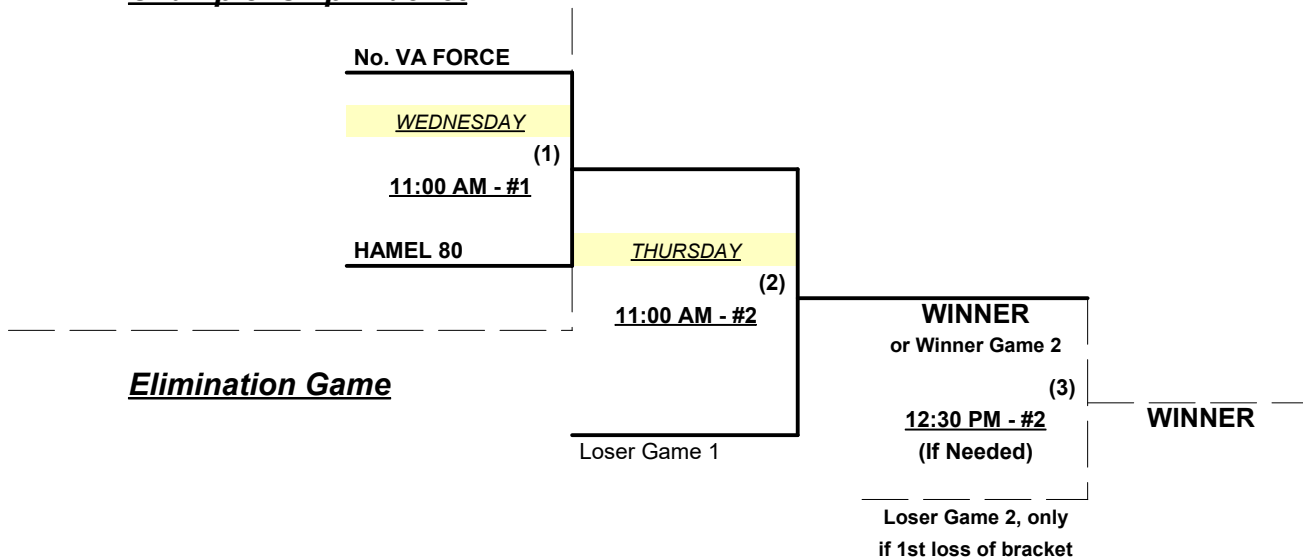 No. VA FORCE
WEDNESDAY
(1)
11:00 AM - #1
HAMEL 80
THURSDAY
(2)
11:00 AM - #2
WINNER
or Winner Game 2
Elimination Game
(3)
12:30 PM - #2
WINNER
Loser Game 1
(If Needed)
Loser Game 2, only
if 1st loss of bracket